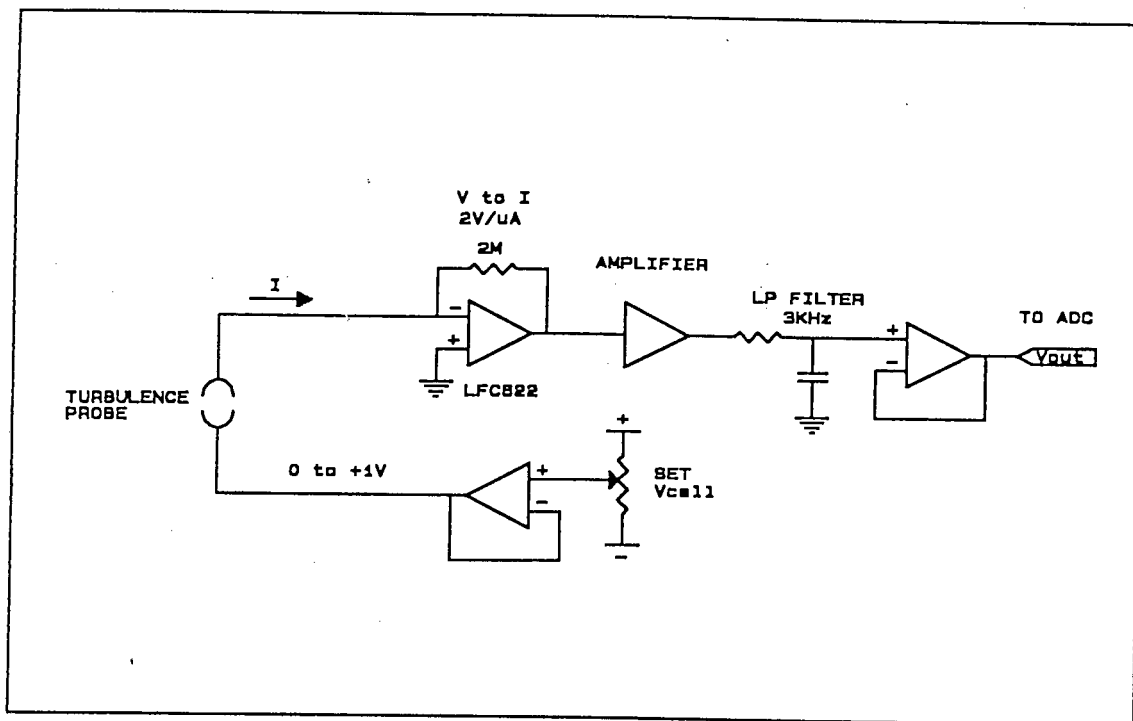 V to I
2V/uA
2M
I
AMPLIFIER
LP FILTER
3KHz
TO ADC
-
+
+
-
Vout
LFC822
TURBULENCE
PROBE
+
0 to +1V
+
-
SET
Vcell
-